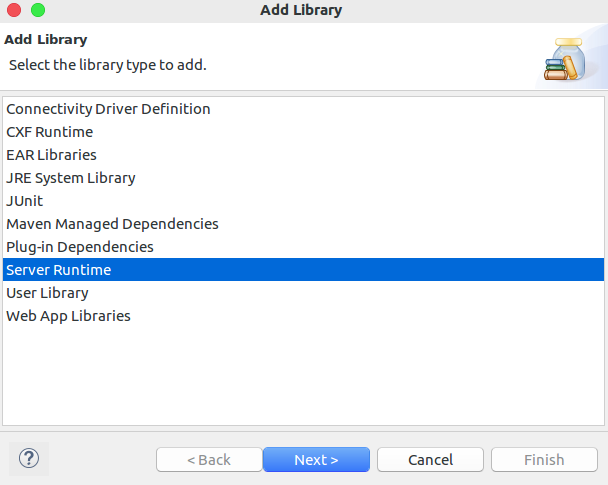 Add Library
Add Library
Select the library type to add.
Connectivity Driver Definition
CXF Runtime
EAR Libraries
JRE System Library
JUnit
Maven Managed Dependencies
Plug-in Dependencies
Server Runtime
User Library
Web App Libraries
? < Back Next > Cancel Finish